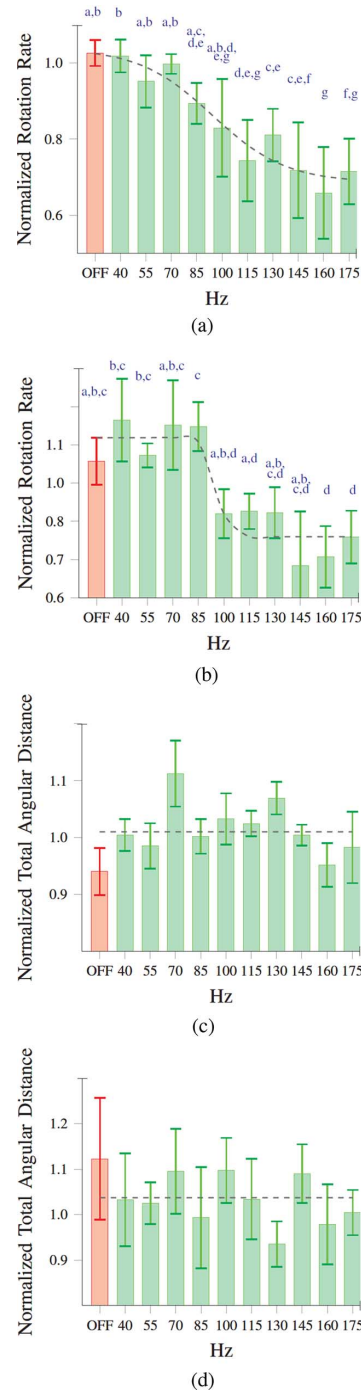 a,b b a,b a,b a,c, d,e a,b,d, e,g d,e,g c,e c,e,f g f,g
Normalized Rotation Rate
1.0
0.8
0.6
OFF 40 55 70 85 100 115 130 145 160 175
Hz
(a)
a,b,c b,c b,c a,b,c c a,b,d a,d a,b, c,d a,b, c,d d d
Normalized Rotation Rate
1.1
1.0
0.8
0.7
0.6
OFF 40 55 70 85 100 115 130 145 160 175
Hz
(b)
Normalized Total Angular Distance
1.1
1.0
0.9
OFF 40 55 70 85 100 115 130 145 160 175
Hz
(c)
Normalized Total Angular Distance
1.2
1.1
1.0
0.9
OFF 40 55 70 85 100 115 130 145 160 175
Hz
(d)